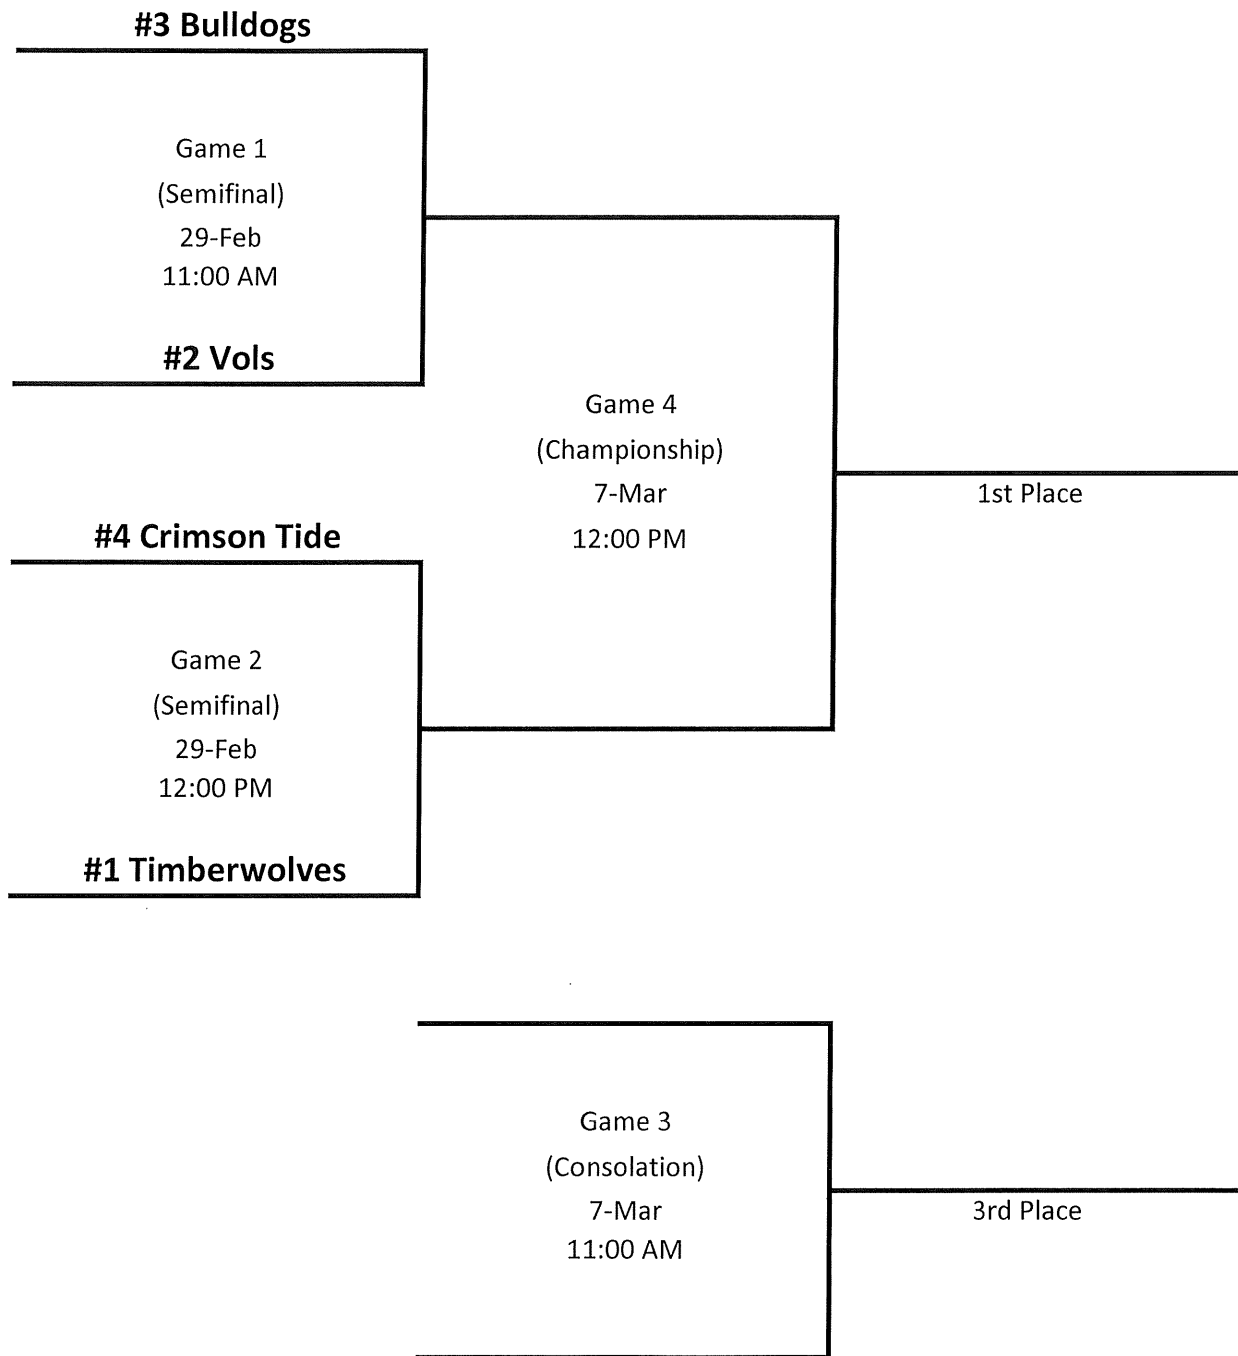 #3 Bulldogs
Game 1
(Semifinal)
29-Feb
11:00 AM
#2 Vols
Game 4
(Championship)
7-Mar
12:00 PM
1st Place
#4 Crimson Tide
Game 2
(Semifinal)
29-Feb
12:00 PM
#1 Timberwolves
Game 3
(Consolation)
7-Mar
11:00 AM
3rd Place